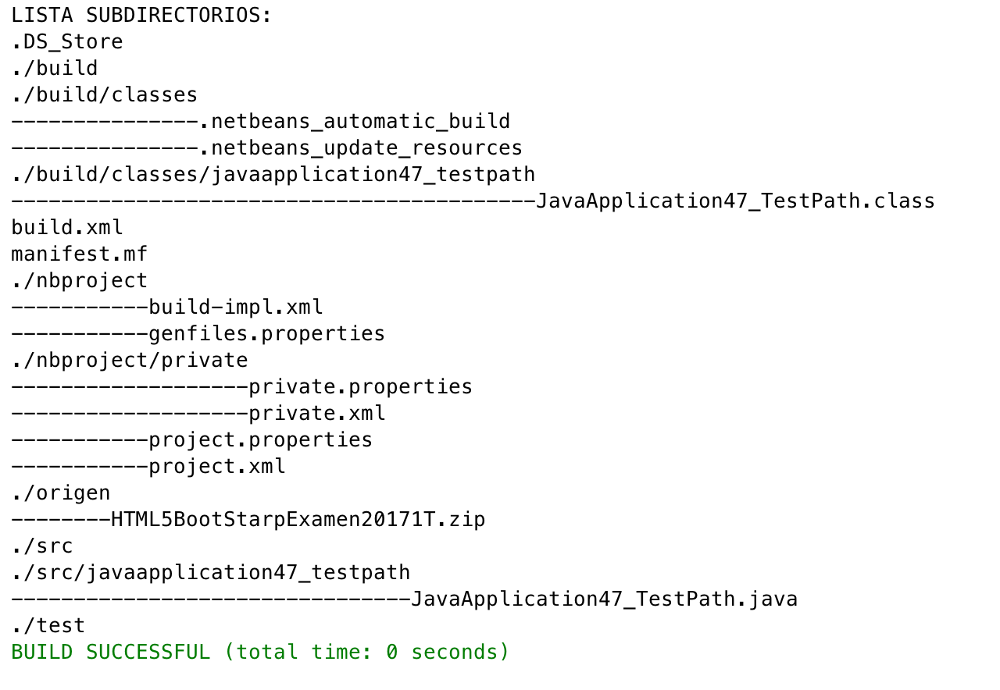 LISTA SUBDIRECTORIOS:
.DS_Store
./build
./build/classes
---------------.netbeans_automatic_build
---------------.netbeans_update_resources
./build/classes/javaapplication47_testpath
------------------------------------------JavaApplication47_TestPath.class
build.xml
manifest.mf
./nbproject
-----------build-impl.xml
-----------genfiles.properties
./nbproject/private
-------------------private.properties
-------------------private.xml
-----------project.properties
-----------project.xml
./origen
--------HTML5BootStarpExamen20171T.zip
./src
./src/javaapplication47_testpath
--------------------------------JavaApplication47_TestPath.java
./test
BUILD SUCCESSFUL (total time: 0 seconds)